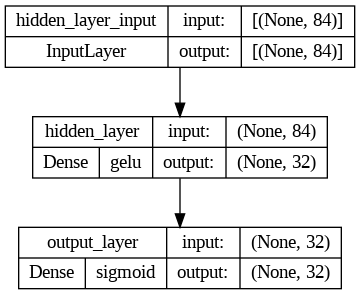 hidden_layer_input input: [(None, 84)]
InputLayer output: [(None, 84)]
hidden_layer input: (None, 84)
Dense gelu output: (None, 32)
output_layer input: (None, 32)
Dense sigmoid output: (None, 32)